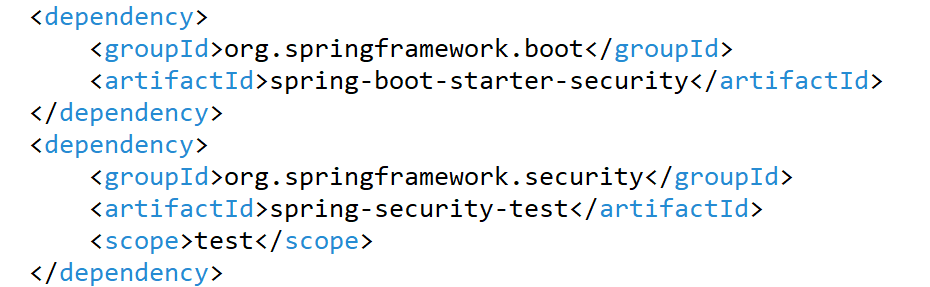 <dependency>
    <groupId>org.springframework.boot</groupId>
    <artifactId>spring-boot-starter-security</artifactId>
</dependency>
<dependency>
    <groupId>org.springframework.security</groupId>
    <artifactId>spring-security-test</artifactId>
    <scope>test</scope>
</dependency>